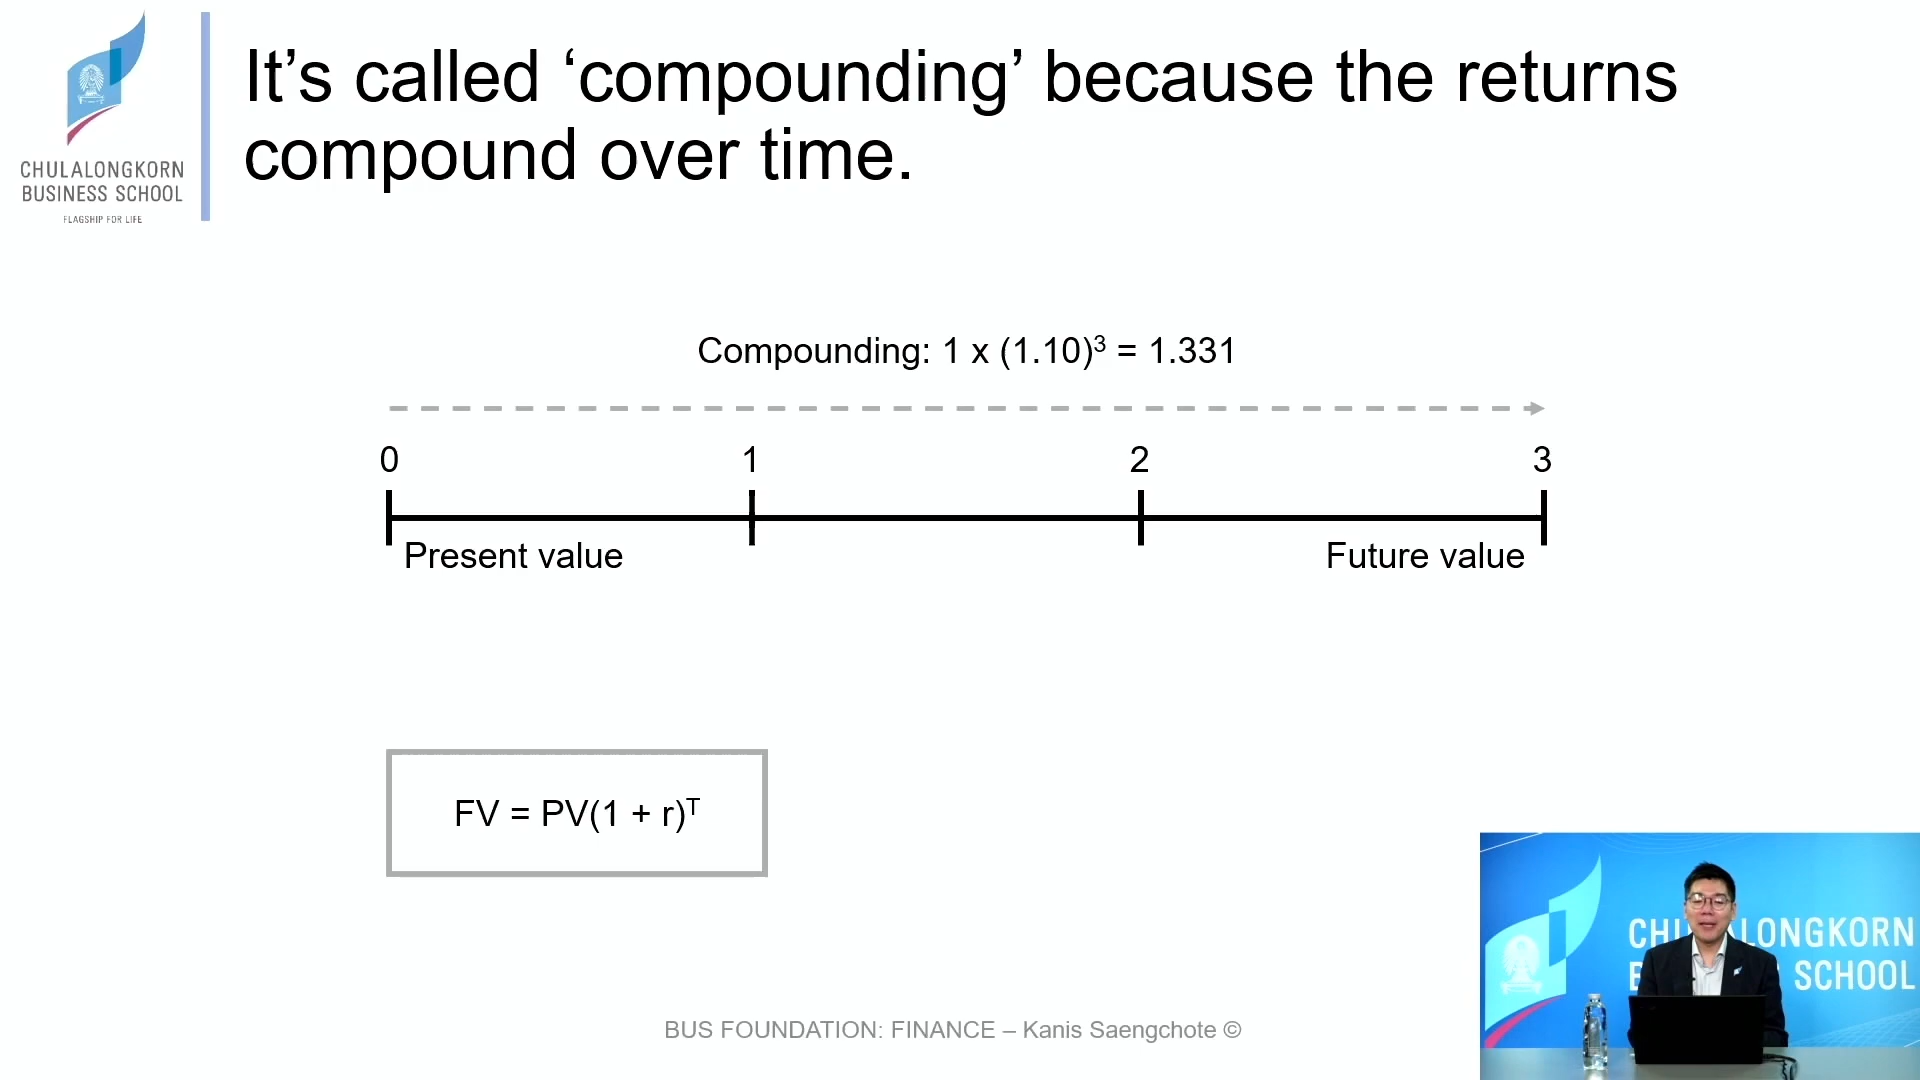 CHULALONGKORN
BUSINESS SCHOOL
FLAGSHIP FOR LIFE
It’s called ‘compounding’ because the returns
compound over time.
Compounding: 1 x (1.10)³ = 1.331
0 1 2 3
Present value Future value
FV = PV(1 + r)ᵀ
BUS FOUNDATION: FINANCE – Kanis Saengchote ©
LONGKORN
SCHOOL